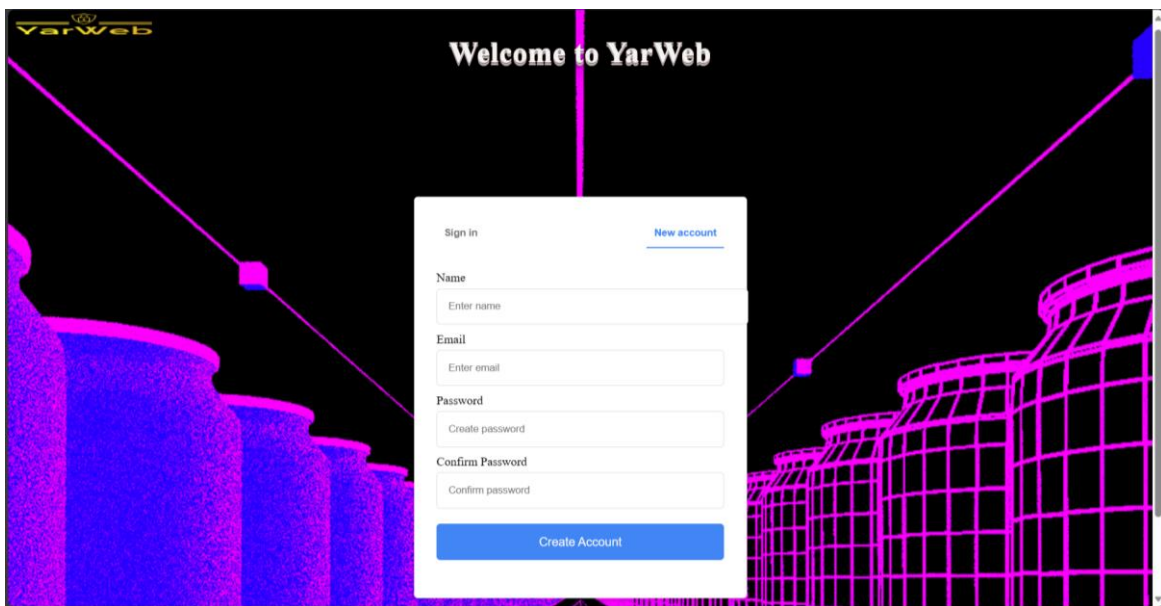 YarWeb
Welcome to YarWeb
Sign in
New account
Name
Enter name
Email
Enter email
Password
Create password
Confirm Password
Confirm password
Create Account